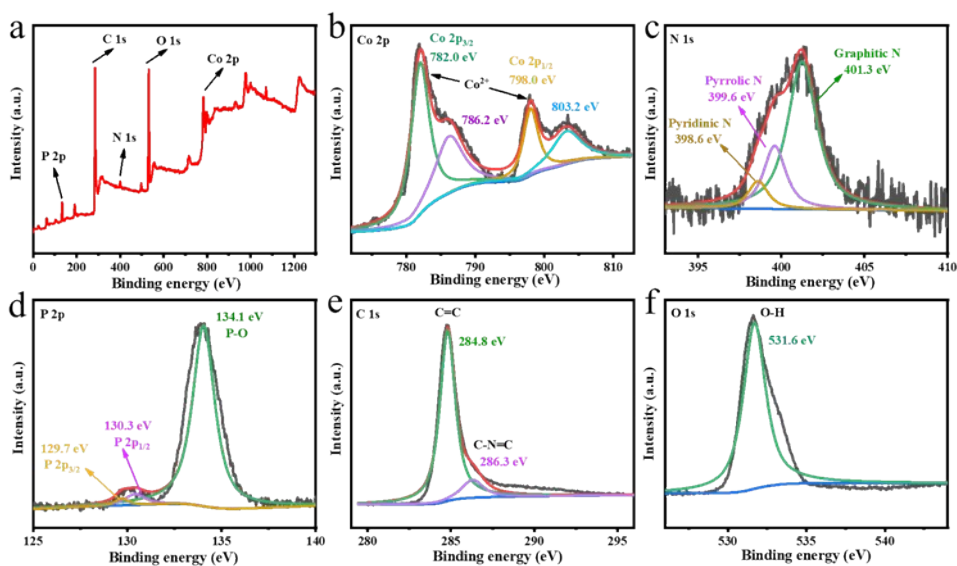 a
C 1s
O 1s
Co 2p
P 2p
N 1s
Intensity (a.u.)
0 200 400 600 800 1000 1200
Binding energy (eV)
b
Co 2p
Co 2p3/2
782.0 eV
Co²⁺
Co 2p1/2
798.0 eV
786.2 eV
803.2 eV
Intensity (a.u.)
780 790 800 810
Binding energy (eV)
c
N 1s
Graphitic N
401.3 eV
Pyrrolic N
399.6 eV
Pyridinic N
398.6 eV
Intensity (a.u.)
395 400 405 410
Binding energy (eV)
d
P 2p
134.1 eV
P-O
130.3 eV
P 2p1/2
129.7 eV
P 2p3/2
Intensity (a.u.)
125 130 135 140
Binding energy (eV)
e
C 1s
C=C
284.8 eV
C-N=C
286.3 eV
Intensity (a.u.)
280 285 290 295
Binding energy (eV)
f
O 1s
O-H
531.6 eV
Intensity (a.u.)
530 535 540
Binding energy (eV)